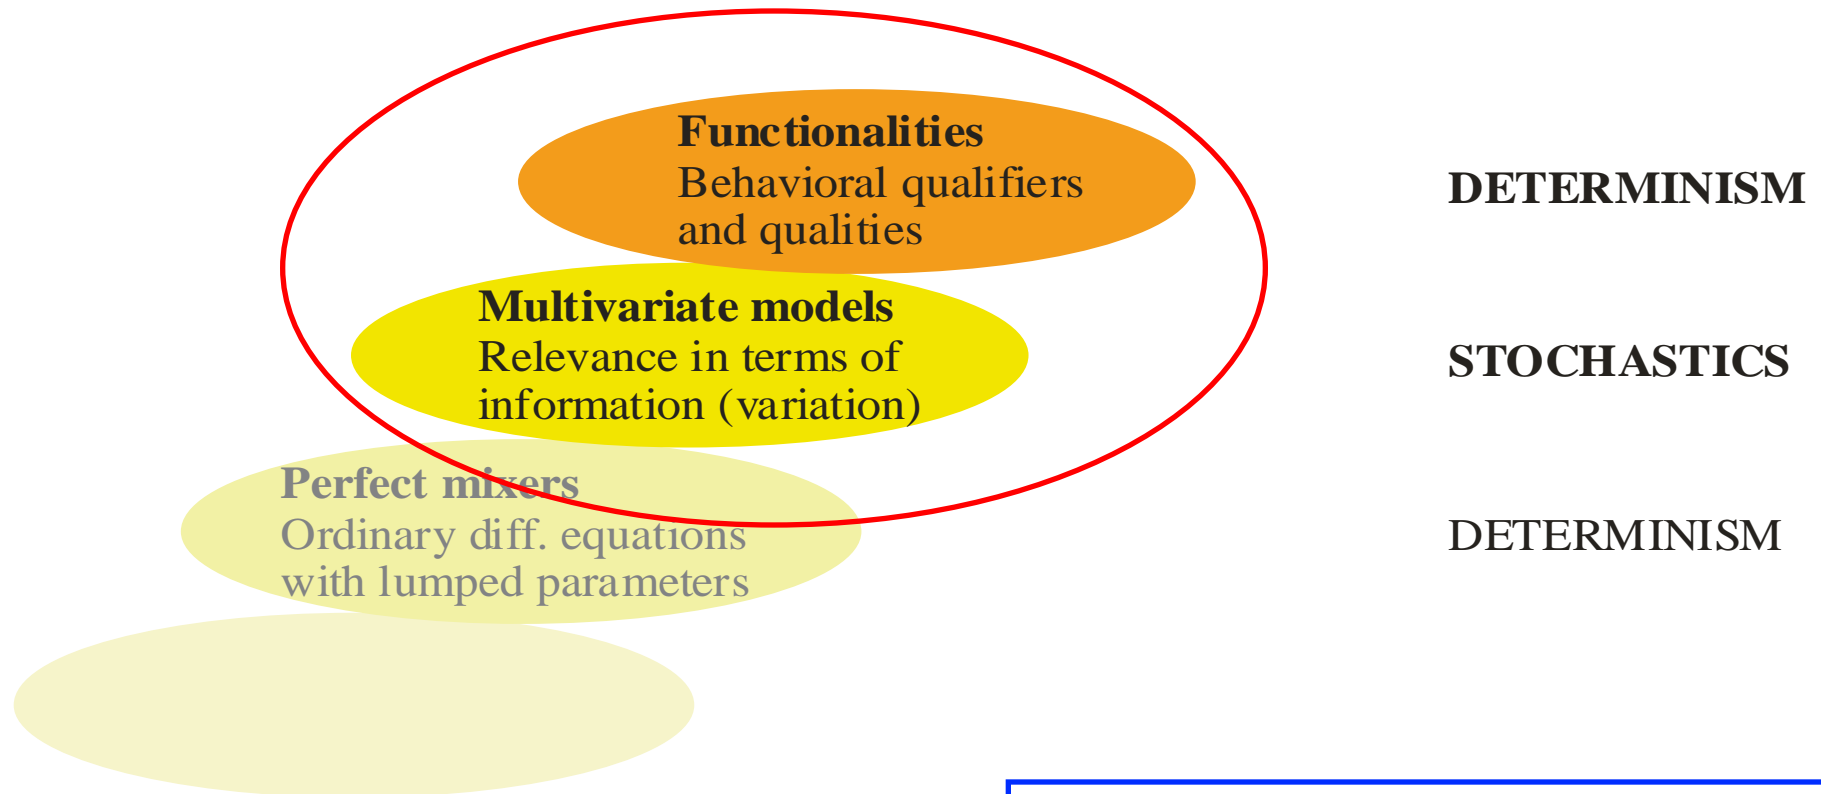 Functionalities
Behavioral qualifiers
and qualities
DETERMINISM
Multivariate models
Relevance in terms of
information (variation)
STOCHASTICS
Perfect mixers
Ordinary diff. equations
with lumped parameters
DETERMINISM